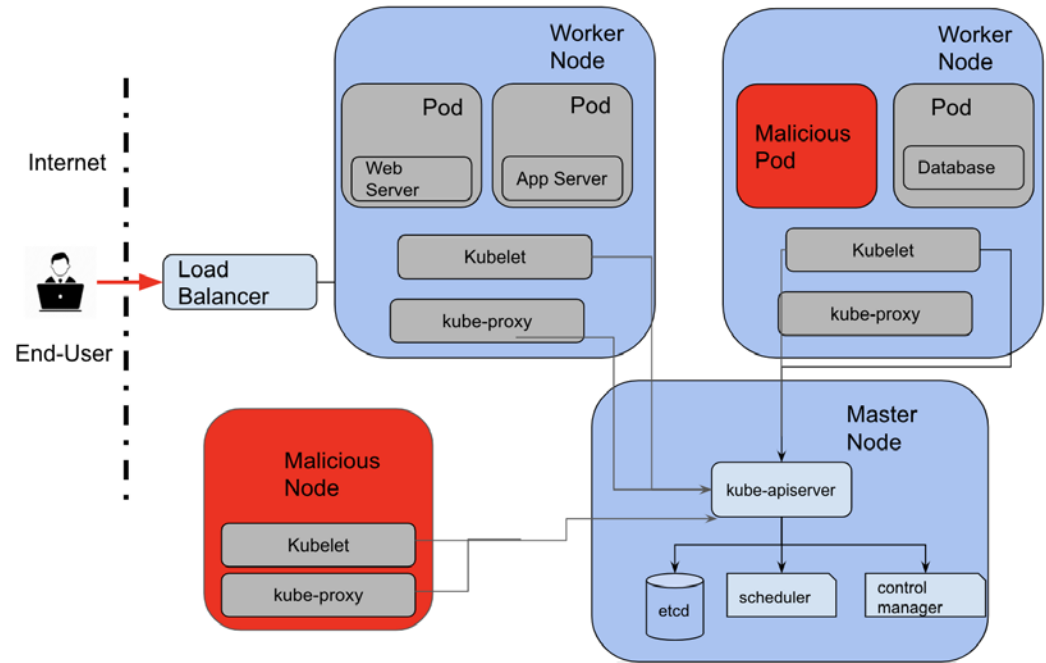 Internet
End-User
Load
Balancer
Worker
Node
Pod
Web
Server
Pod
App Server
Kubelet
kube-proxy
Worker
Node
Malicious
Pod
Pod
Database
Kubelet
kube-proxy
Malicious
Node
Kubelet
kube-proxy
Master
Node
kube-apiserver
etcd
scheduler
control
manager